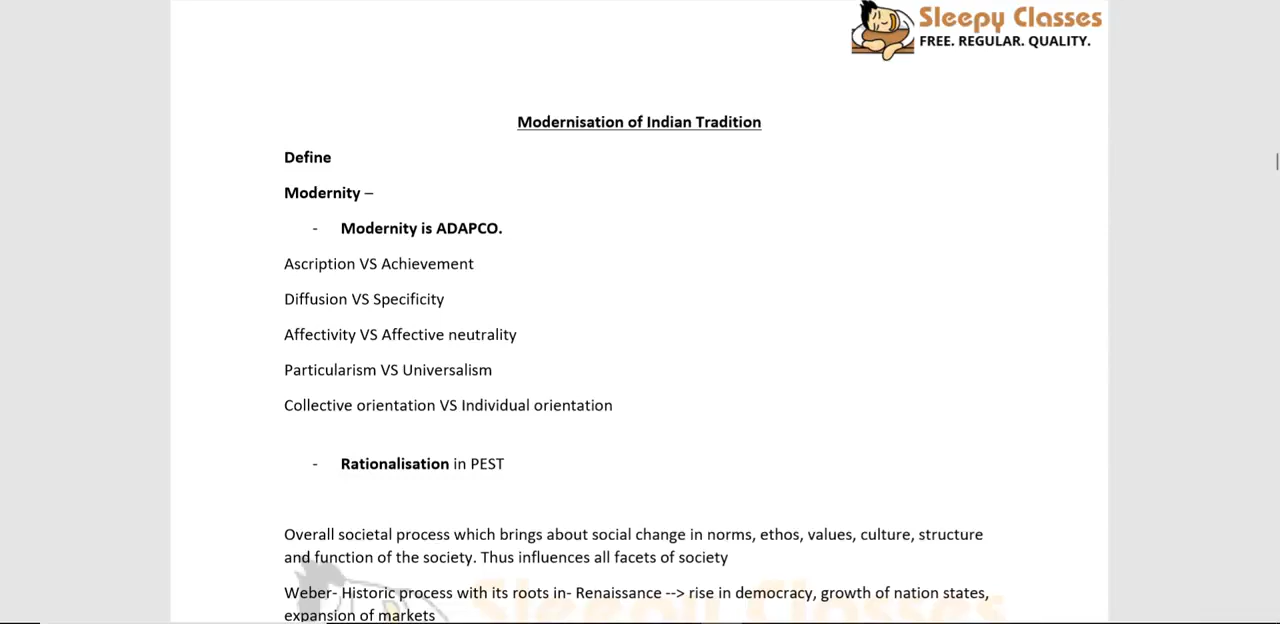 Sleepy Classes
FREE. REGULAR. QUALITY.
Modernisation of Indian Tradition
Define
Modernity –
- Modernity is ADAPCO.
Ascription VS Achievement
Diffusion VS Specificity
Affectivity VS Affective neutrality
Particularism VS Universalism
Collective orientation VS Individual orientation
- Rationalisation in PEST
Overall societal process which brings about social change in norms, ethos, values, culture, structure
and function of the society. Thus influences all facets of society
Weber- Historic process with its roots in- Renaissance --> rise in democracy, growth of nation states,
expansion of markets
Sleepy Classes